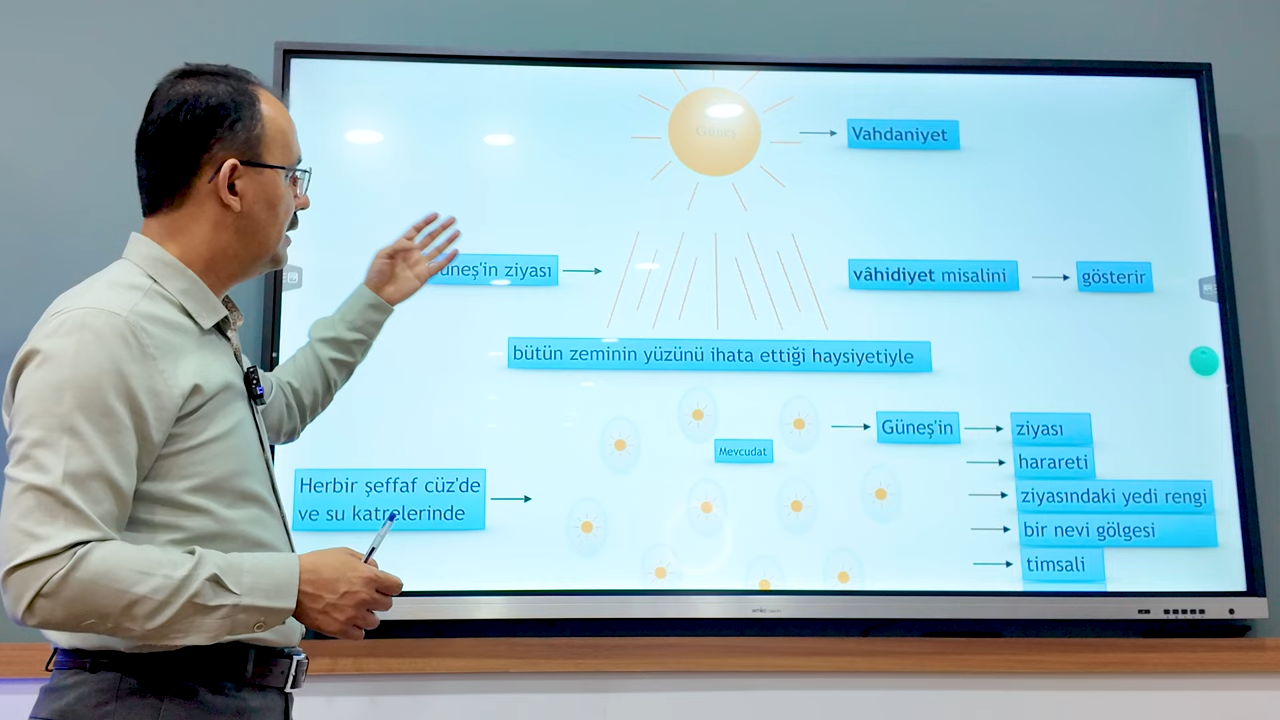 Güneş
Vahdaniyet
uneş'in ziyası
vâhidiyet misalini
gösterir
bütün zeminin yüzünü ihata ettiği haysiyetiyle
Güneş'in
ziyası
harareti
Mevcudat
Herbir şeffaf cüz'de
ve su katrelerinde
ziyasındaki yedi rengi
bir nevi gölgesi
timsali